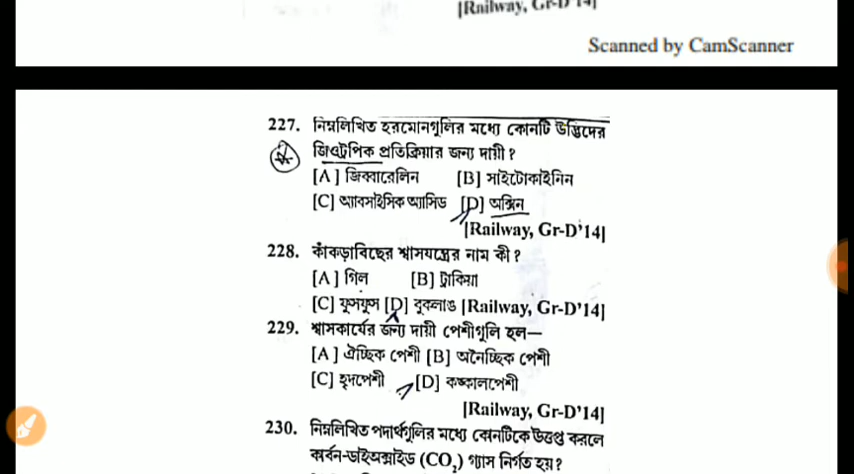 [Railway, Gr-D'14]
Scanned by CamScanner
227. নিম্নলিখিত হরমোনগুলির মধ্যে কোনটি উদ্ভিদের
জিওট্রপিক প্রতিক্রিয়ার জন্য দায়ী ?
[A] জিব্বারেলিন [B] সাইটোকাইনিন
[C] অ্যাবসাইসিক অ্যাসিড [D] অক্সিন
[Railway, Gr-D'14]
228. কাঁকড়াবিছের শ্বাসযন্ত্রের নাম কী ?
[A] গিল [B] ট্রাকিয়া
[C] ফুসফুস [D] বুকলাঙ [Railway, Gr-D'14]
229. শ্বাসকার্যের জন্য দায়ী পেশীগুলি হল—
[A] ঐচ্ছিক পেশী [B] অনৈচ্ছিক পেশী
[C] হৃদপেশী [D] কঙ্কালপেশী
[Railway, Gr-D'14]
230. নিম্নলিখিত পদার্থগুলির মধ্যে কোনটিকে উত্তপ্ত করলে
কার্বন-ডাইঅক্সাইড (CO₂) গ্যাস নির্গত হয় ?